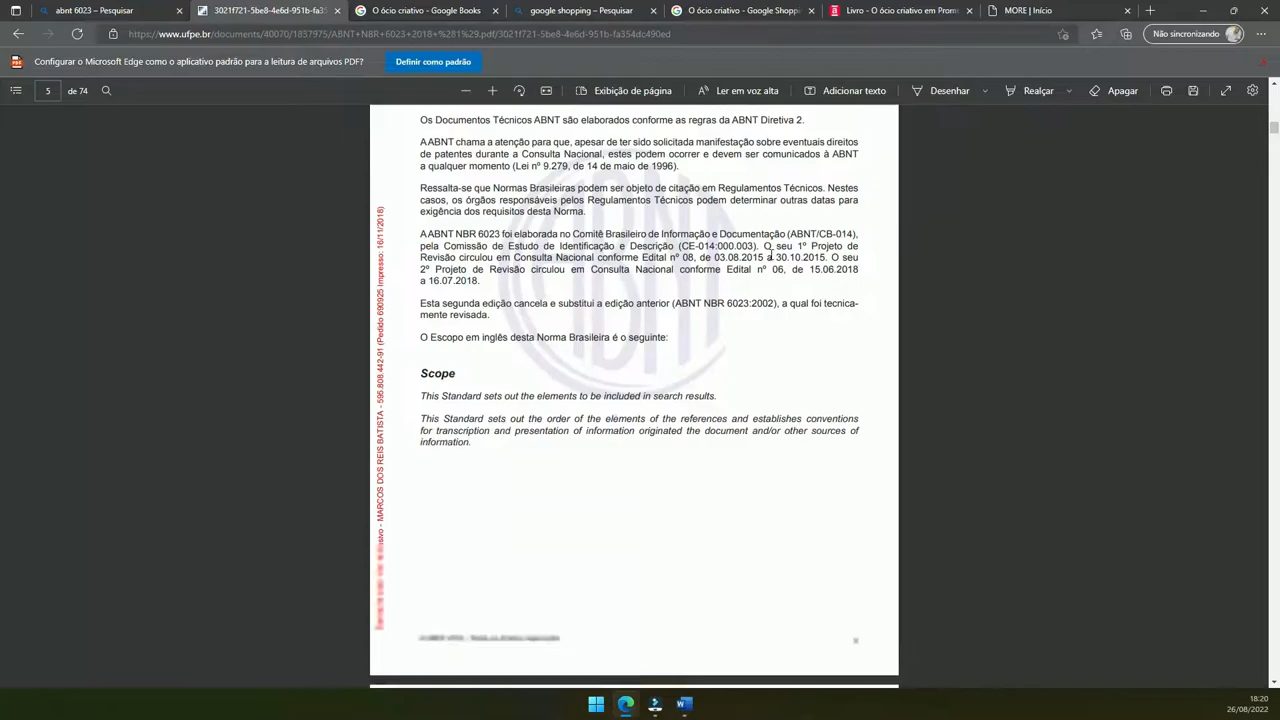 abnt 6023 — Pesquisar
3021f721-5be8-4e6d-951b-fa35
O ócio criativo - Google Books
google shopping — Pesquisar
O ócio criativo - Google Shopp
Livro - O ócio criativo em Prom
MORE | Início
https://www.ufpe.br/documents/40070/1837975/ABNT+NBR+6023+2018+%281%29.pdf/3021f721-5be8-4e6d-951b-fa354dc490ed
Não sincronizando
Configurar o Microsoft Edge como o aplicativo padrão para a leitura de arquivos PDF?
Definir como padrão
5 de 74
Exibição de página
Ler em voz alta
Adicionar texto
Desenhar
Realçar
Apagar
Os Documentos Técnicos ABNT são elaborados conforme as regras da ABNT Diretiva 2.
A ABNT chama a atenção para que, apesar de ter sido solicitada manifestação sobre eventuais direitos
de patentes durante a Consulta Nacional, estes podem ocorrer e devem ser comunicados à ABNT
a qualquer momento (Lei nº 9.279, de 14 de maio de 1996).
Ressalta-se que Normas Brasileiras podem ser objeto de citação em Regulamentos Técnicos. Nestes
casos, os órgãos responsáveis pelos Regulamentos Técnicos podem determinar outras datas para
exigência dos requisitos desta Norma.
A ABNT NBR 6023 foi elaborada no Comitê Brasileiro de Informação e Documentação (ABNT/CB-014),
pela Comissão de Estudo de Identificação e Descrição (CE-014:000.003). O seu 1º Projeto de
Revisão circulou em Consulta Nacional conforme Edital nº 08, de 03.08.2015 a 30.10.2015. O seu
2º Projeto de Revisão circulou em Consulta Nacional conforme Edital nº 06, de 15.06.2018
a 16.07.2018.
Esta segunda edição cancela e substitui a edição anterior (ABNT NBR 6023:2002), a qual foi tecnica-
mente revisada.
O Escopo em inglês desta Norma Brasileira é o seguinte:
Scope
This Standard sets out the elements to be included in search results.
This Standard sets out the order of the elements of the references and establishes conventions
for transcription and presentation of information originated the document and/or other sources of
information.
- MARCOS DOS REIS BATISTA - 595.808.442-91 (Pedido 690925 Impresso: 16/11/2018)
18:20
26/08/2022